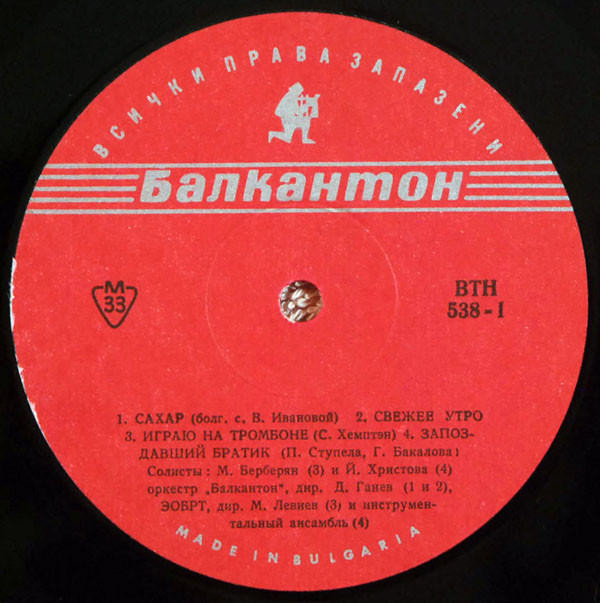 ВСИЧКИ ПРАВА ЗАПАЗЕНИ
Балкантон
М
33
ВТН
538 - I
1. САХАР (болг. с, В. Ивановой) 2. СВЕЖЕЕ УТРО
3. ИГРАЮ НА ТРОМБОНЕ (С. Хемптэн) 4. ЗАПОЗ-
ДАВШИЙ БРАТИК (П. Ступела, Г. Бакалова)
Солисты: М. Берберян (3) и Й. Христова (4)
оркестр „Балкантон“, дир. Д. Ганев (1 и 2),
ЭОБРТ, дир. М. Левиев (3) и инструмен-
тальный ансамбль (4)
MADE IN BULGARIA